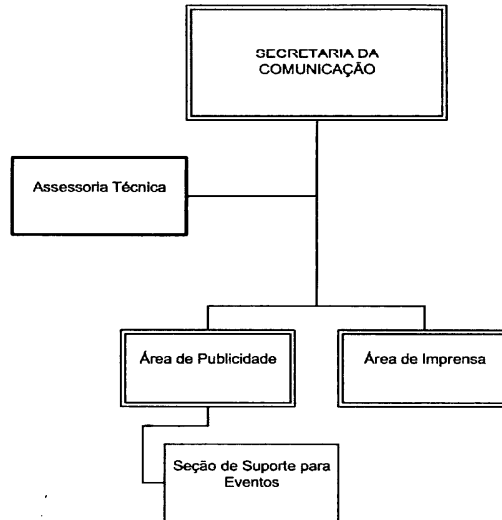 SECRETARIA DA
COMUNICAÇÃO
Assessoria Técnica
Área de Publicidade
Área de Imprensa
Seção de Suporte para
Eventos